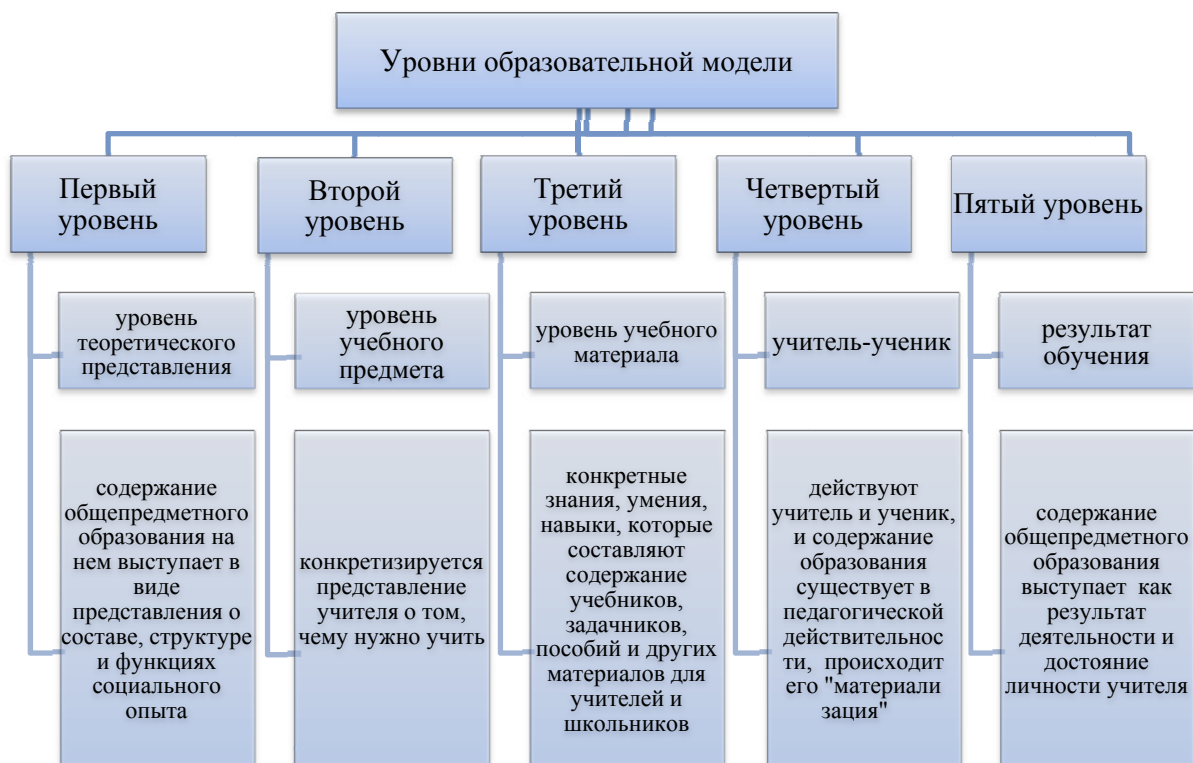 Уровни образовательной модели
Первый
уровень
Второй
уровень
Третий
уровень
Четвертый
уровень
Пятый уровень
уровень
теоретического
представления
уровень
учебного
предмета
уровень учебного
материала
учитель-ученик
результат
обучения
содержание
общепредметного
образования на
нем выступает в
виде
представления о
составе, структуре
и функциях
социального
опыта
конкретизируется
представление
учителя о том,
чему нужно учить
конкретные
знания, умения,
навыки, которые
составляют
содержание
учебников,
задачников,
пособий и других
материалов для
учителей и
школьников
действуют
учитель и ученик,
и содержание
образования
существует в
педагогической
действительнос
ти, происходит
его "материали
зация"
содержание
общепредметного
образования
выступает как
результат
деятельности и
достояние
личности учителя